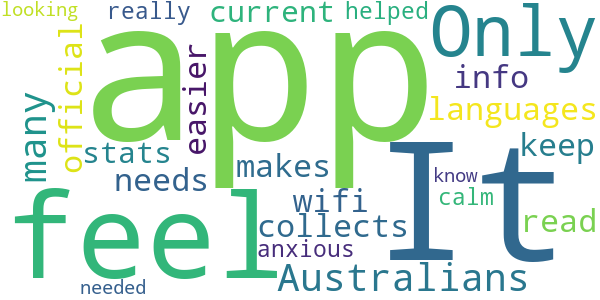 looking
really
current
helped
Only
app
official
easier
info
many
languages
stats
keep
needs
makes
feel
It
wifi
know
calm
collects
read
anxious
Australians
needed